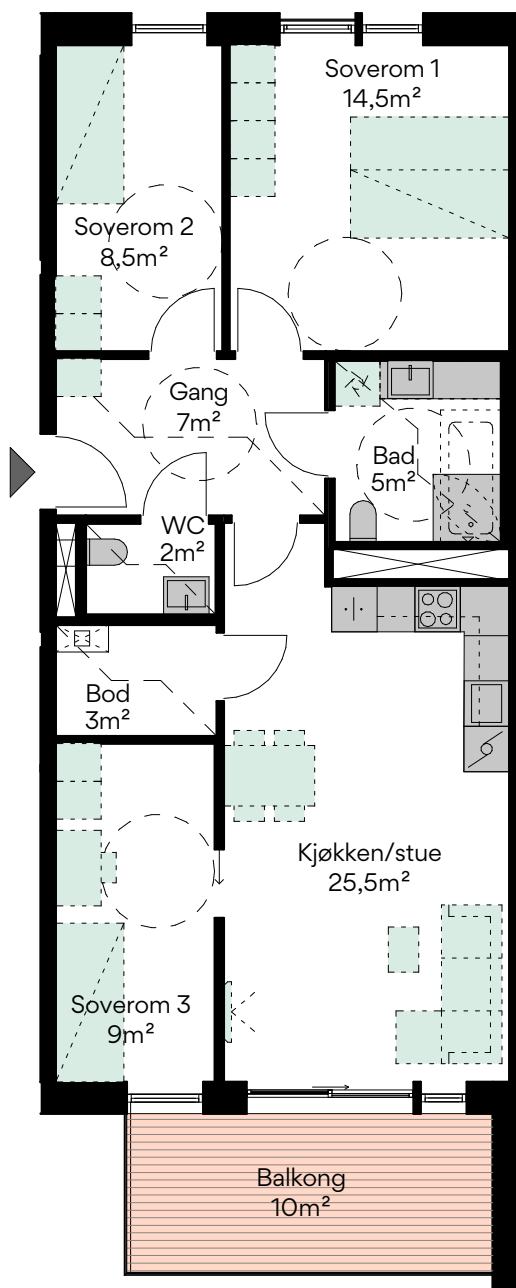 Soverom 1
14,5m²
Soverom 2
8,5m²
Gang
7m²
Bad
5m²
WC
2m²
Bod
3m²
Kjøkken/stue
25,5m²
Soverom 3
9m²
Balkong
10m²